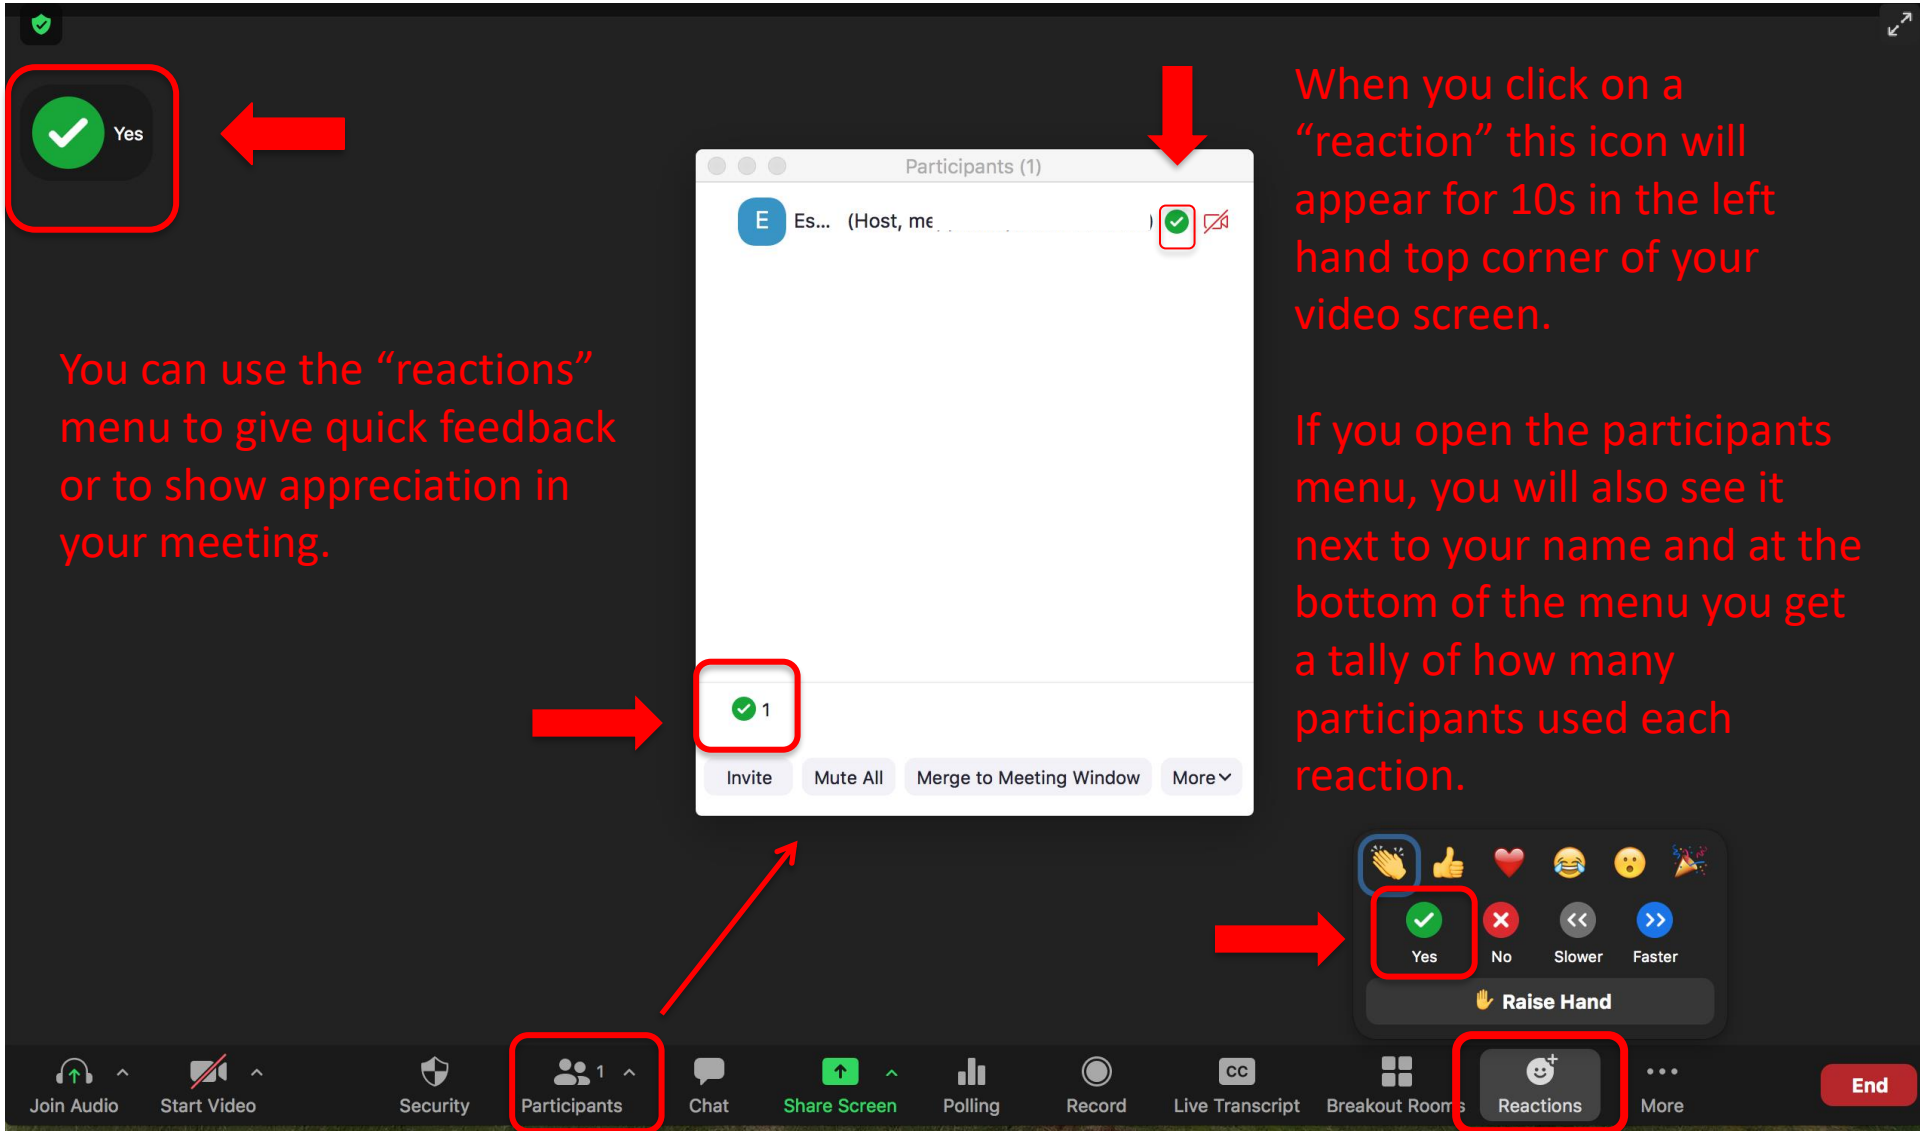 Yes
When you click on a
“reaction” this icon will
appear for 10s in the left
hand top corner of your
video screen.
If you open the participants
menu, you will also see it
next to your name and at the
bottom of the menu you get
a tally of how many
participants used each
reaction.
You can use the “reactions”
menu to give quick feedback
or to show appreciation in
your meeting.
Participants (1)
E Es... (Host, me )
1
Invite Mute All Merge to Meeting Window More
Yes No Slower Faster
Raise Hand
1 CC
Join Audio Start Video Security Participants Chat Share Screen Polling Record Live Transcript Breakout Rooms Reactions More End